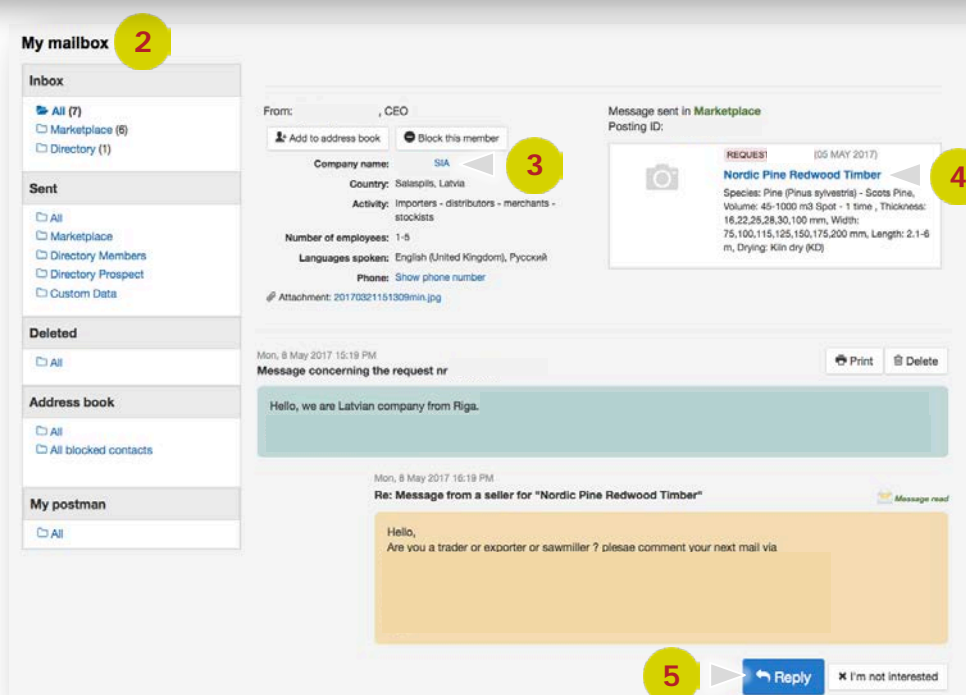 My mailbox 2
Inbox
All (7)
Marketplace (6)
Directory (1)
Sent
All
Marketplace
Directory Members
Directory Prospect
Custom Data
Deleted
All
Address book
All
All blocked contacts
My postman
All
From: , CEO
Add to address book Block this member
Company name: SIA 3
Country: Salaspils, Latvia
Activity: Importers - distributors - merchants -
stockists
Number of employees: 1-5
Languages spoken: English (United Kingdom), Русский
Phone: Show phone number
Attachment: 20170321151309min.jpg
Message sent in Marketplace
Posting ID:
REQUEST (05 MAY 2017)
Nordic Pine Redwood Timber 4
Species: Pine (Pinus sylvestris) - Scots Pine,
Volume: 45-1000 m3 Spot - 1 time , Thickness:
16,22,25,28,30,100 mm, Width:
75,100,115,125,150,175,200 mm, Length: 2.1-6
m, Drying: Kiln dry (KD)
Mon, 8 May 2017 15:19 PM
Message concerning the request nr
Print Delete
Hello, we are Latvian company from Riga.
Mon, 8 May 2017 16:19 PM
Re: Message from a seller for "Nordic Pine Redwood Timber"
Message read
Hello,
Are you a trader or exporter or sawmiller ? plesae comment your next mail via
5 Reply I'm not interested